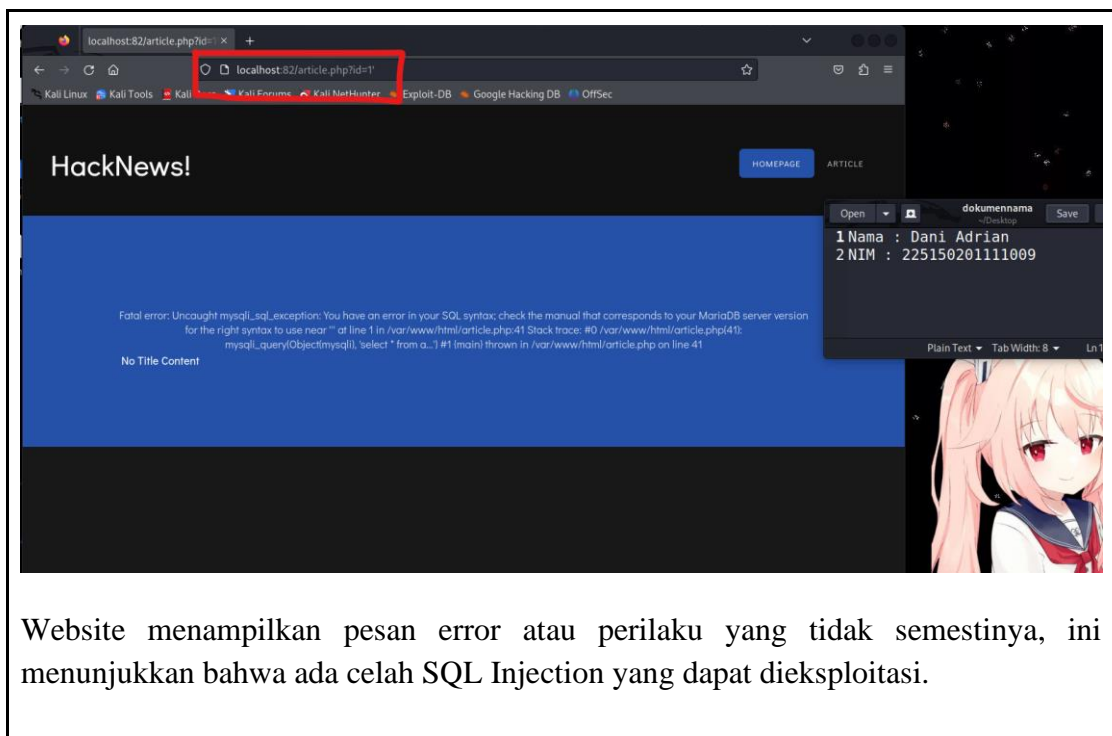 localhost:82/article.php?id=1
localhost:82/article.php?id=1'
Kali Linux Kali Tools Kali Kali Forums Kali NetHunter Exploit-DB Google Hacking DB OffSec
HackNews!
HOMEPAGE ARTICLE
Open dokumennama Save
~/Desktop
1 Nama : Dani Adrian
2 NIM : 225150201111009
Plain Text Tab Width: 8 Ln 1
Fatal error: Uncaught mysqli_sql_exception: You have an error in your SQL syntax; check the manual that corresponds to your MariaDB server version
for the right syntax to use near ''' at line 1 in /var/www/html/article.php:41 Stack trace: #0 /var/www/html/article.php(41):
mysqli_query(Object(mysqli), 'select * from a...') #1 {main} thrown in /var/www/html/article.php on line 41
No Title Content
Website menampilkan pesan error atau perilaku yang tidak semestinya, ini
menunjukkan bahwa ada celah SQL Injection yang dapat dieksploitasi.